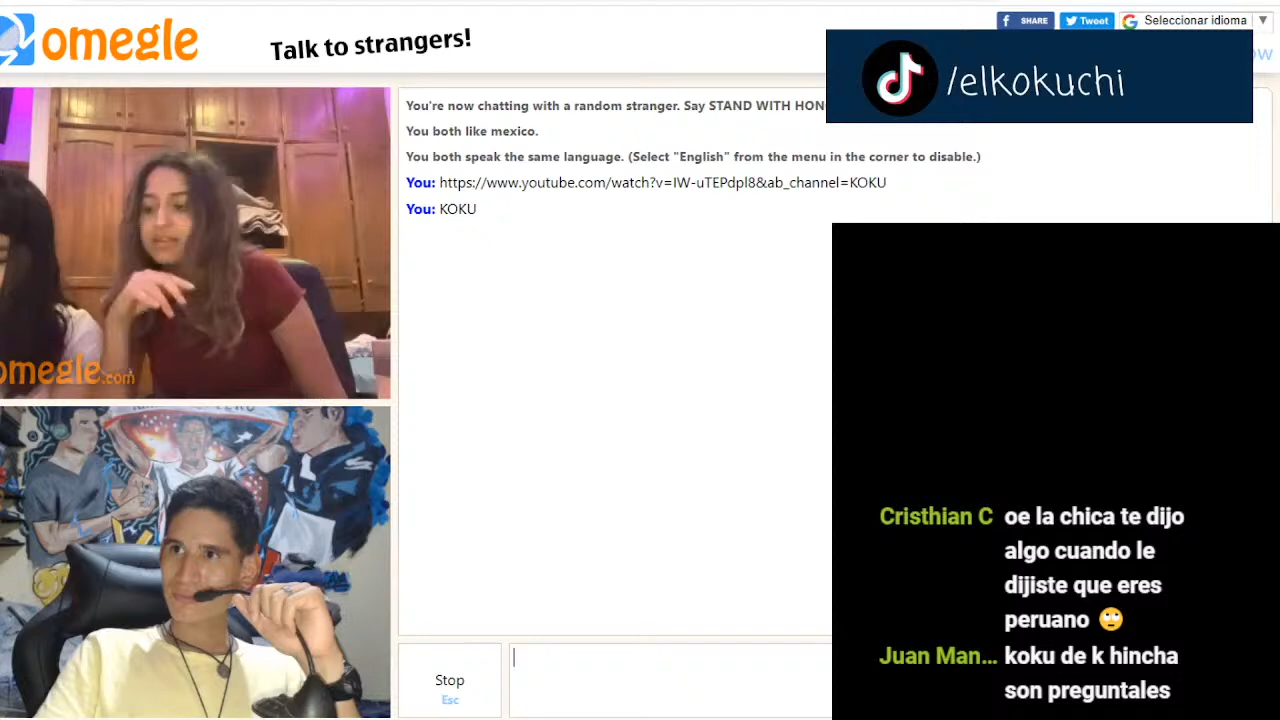 omegle
Talk to strangers!
SHARE
Tweet
Seleccionar idioma
/elkokuchi
You're now chatting with a random stranger. Say STAND WITH HON
You both like mexico.
You both speak the same language. (Select "English" from the menu in the corner to disable.)
You: https://www.youtube.com/watch?v=IW-uTEPdpl8&ab_channel=KOKU
You: KOKU
omegle.com
Cristhian C oe la chica te dijo
algo cuando le
dijiste que eres
peruano 🙄
Juan Man... koku de k hincha
son preguntales
Stop
Esc